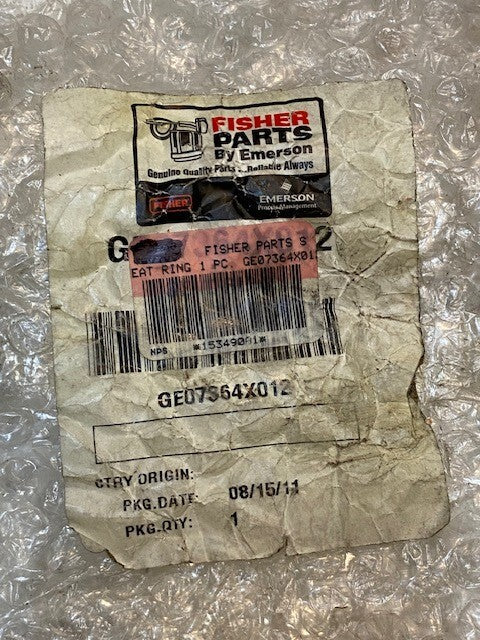 FISHER
PARTS
By Emerson
Genuine Quality Parts...Reliable Always
FISHER
EMERSON
Process Management
FISHER PARTS S
EAT RING 1 PC. GE07364X01
NPS *15349001*
GE07364X012
CTRY ORIGIN:
PKG.DATE: 08/15/11
PKG.QTY: 1